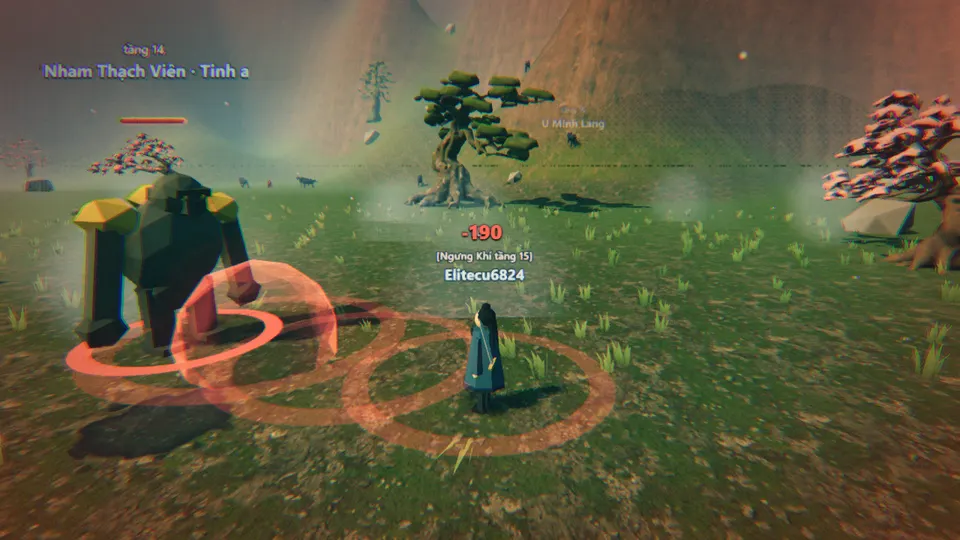 tầng 14
Nham Thạch Viên · Tinh a
U Minh Lang
-190
[Ngưng Khí tầng 15]
Elitecu6824